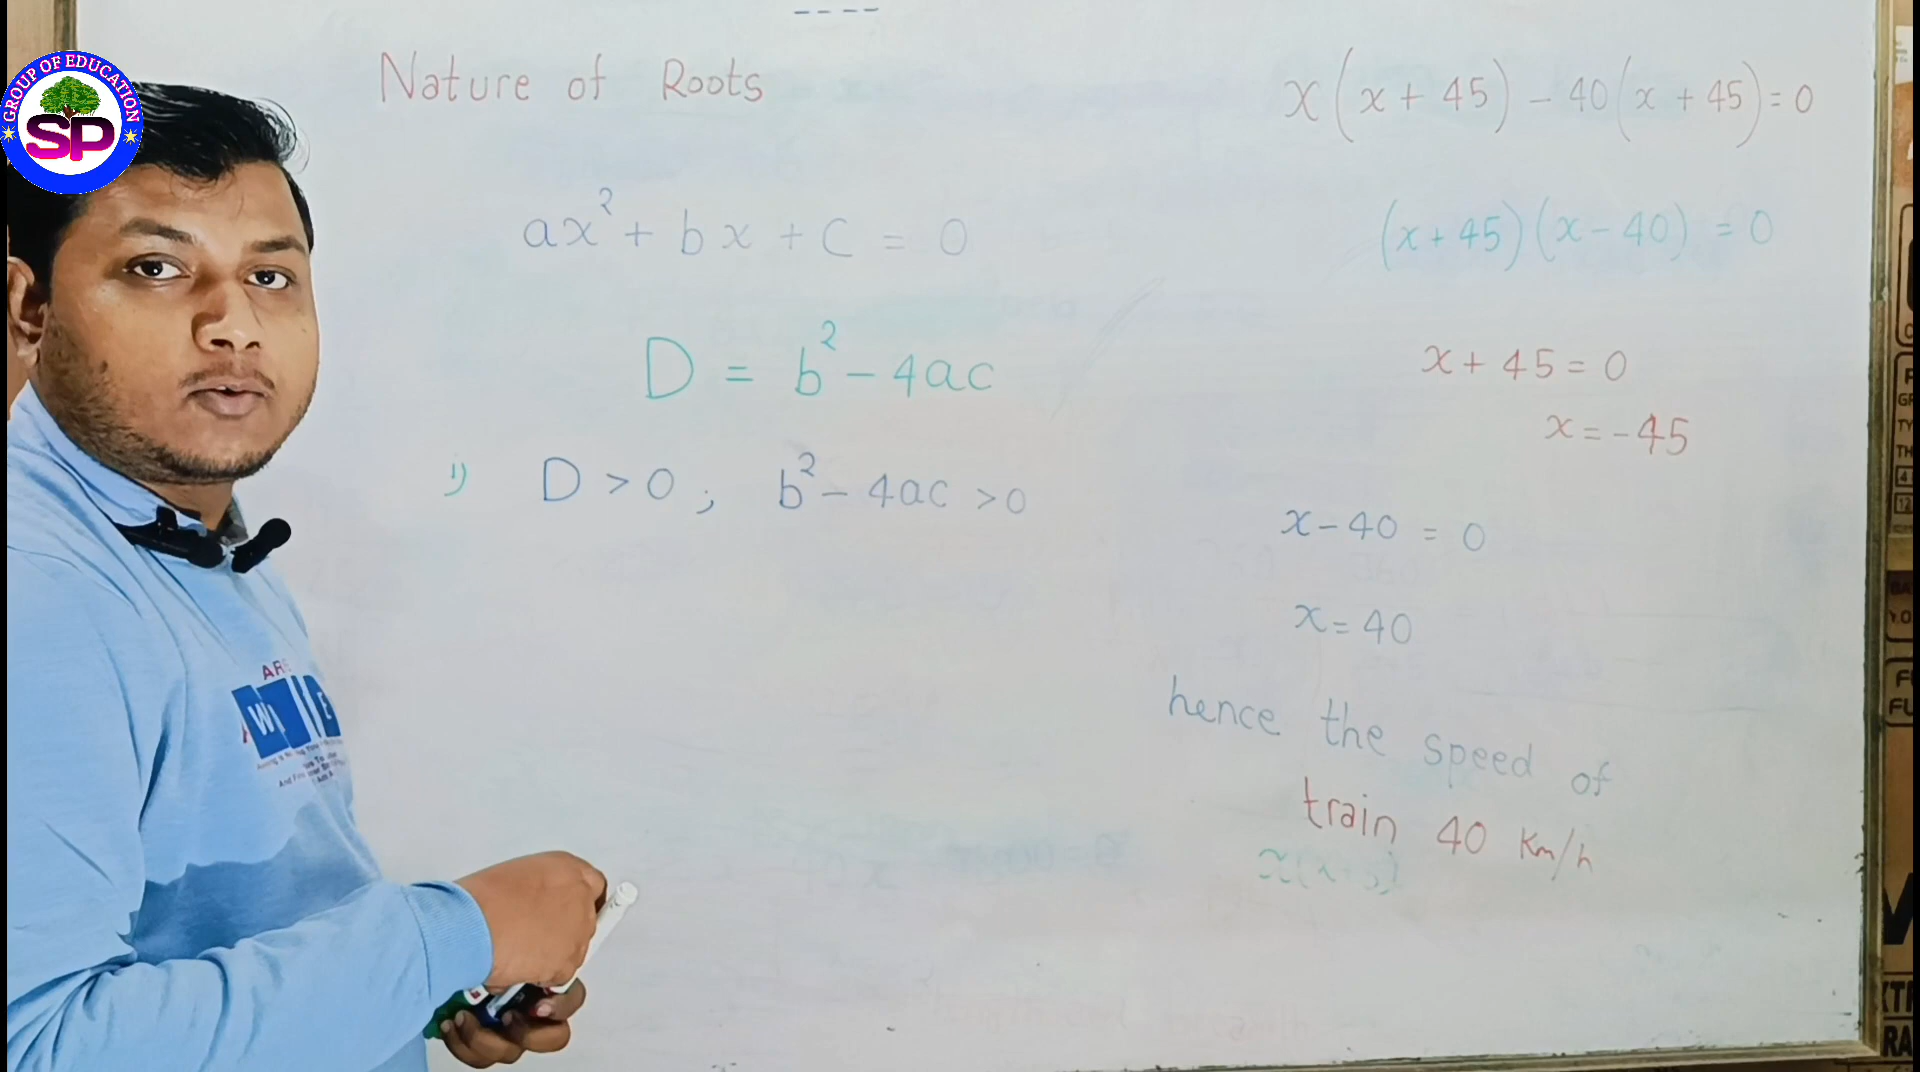 GROUP OF EDUCATION
SP
Nature of Roots
ax² + bx + c = 0
D = b² - 4ac
i) D > 0 ; b² - 4ac > 0
x(x + 45) - 40(x + 45) = 0
(x + 45)(x - 40) = 0
x + 45 = 0
x = -45
x - 40 = 0
x = 40
hence the speed of
train 40 Km/h